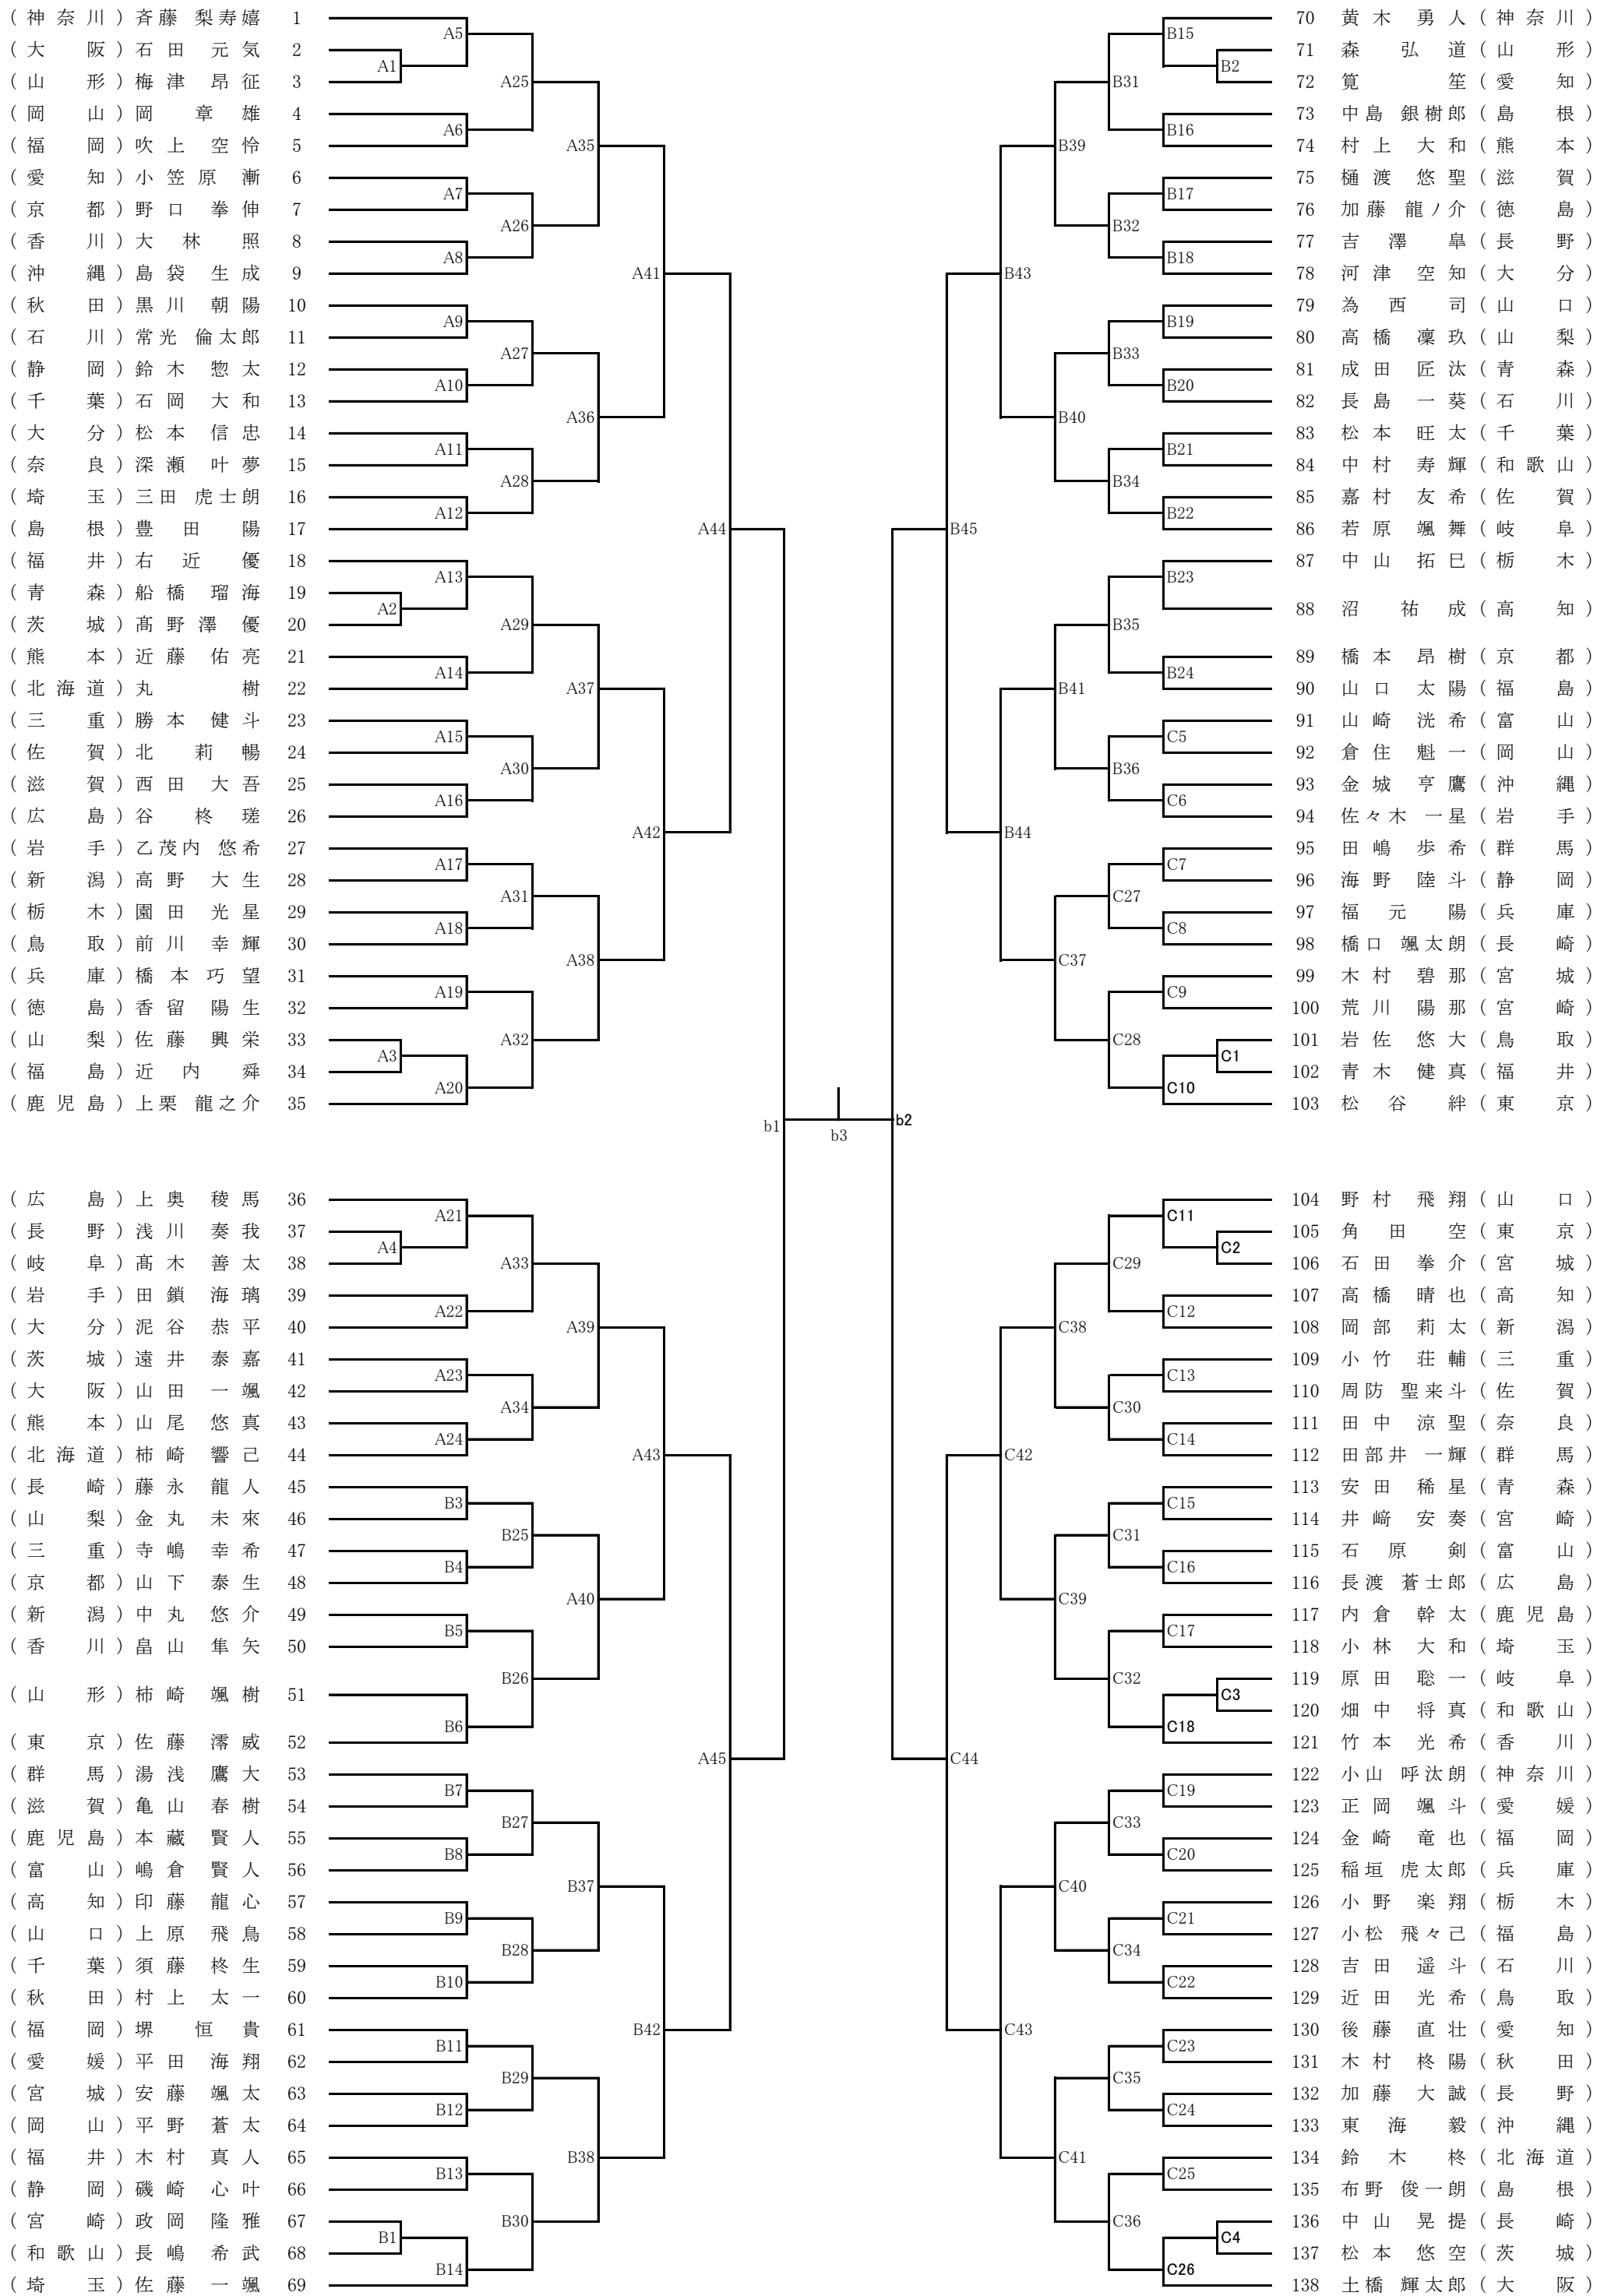 (神奈川)斉藤 梨寿嬉 1
(大 阪)石田 元気 2
(山 形)梅津 昂征 3
(岡 山)岡 章雄 4
(福 岡)吹上 空怜 5
(愛 知)小笠原 漸 6
(京 都)野口 拳伸 7
(香 川)大林 照 8
(沖 縄)島袋 生成 9
(秋 田)黒川 朝陽 10
(石 川)常光 倫太郎 11
(静 岡)鈴木 惣太 12
(千 葉)石岡 大和 13
(大 分)松本 信忠 14
(奈 良)深瀬 叶夢 15
(埼 玉)三田 虎士朗 16
(島 根)豊田 陽 17
(福 井)右近 優 18
(青 森)船橋 瑠海 19
(茨 城)髙野澤 優 20
(熊 本)近藤 佑亮 21
(北海道)丸 樹 22
(三 重)勝本 健斗 23
(佐 賀)北 莉暢 24
(滋 賀)西田 大吾 25
(広 島)谷 柊瑳 26
(岩 手)乙茂内 悠希 27
(新 潟)高野 大生 28
(栃 木)園田 光星 29
(鳥 取)前川 幸輝 30
(兵 庫)橋本 巧望 31
(徳 島)香留 陽生 32
(山 梨)佐藤 興栄 33
(福 島)近内 舜 34
(鹿児島)上栗 龍之介 35
(広 島)上奥 稜馬 36
(長 野)浅川 奏我 37
(岐 阜)髙木 善太 38
(岩 手)田鎖 海璃 39
(大 分)泥谷 恭平 40
(茨 城)遠井 泰嘉 41
(大 阪)山田 一颯 42
(熊 本)山尾 悠真 43
(北海道)柿崎 響己 44
(長 崎)藤永 龍人 45
(山 梨)金丸 未來 46
(三 重)寺嶋 幸希 47
(京 都)山下 泰生 48
(新 潟)中丸 悠介 49
(香 川)畠山 隼矢 50
(山 形)柿崎 颯樹 51
(東 京)佐藤 澪威 52
(群 馬)湯浅 鷹大 53
(滋 賀)亀山 春樹 54
(鹿児島)本藏 賢人 55
(富 山)嶋倉 賢人 56
(高 知)印藤 龍心 57
(山 口)上原 飛鳥 58
(千 葉)須藤 柊生 59
(秋 田)村上 太一 60
(福 岡)堺 恒貴 61
(愛 媛)平田 海翔 62
(宮 城)安藤 颯太 63
(岡 山)平野 蒼太 64
(福 井)木村 真人 65
(静 岡)磯崎 心叶 66
(宮 崎)政岡 隆雅 67
(和歌山)長嶋 希武 68
(埼 玉)佐藤 一颯 69
A1
A2
A3
A4
B1
A5
A6
A7
A8
A9
A10
A11
A12
A13
A14
A15
A16
A17
A18
A19
A20
A21
A22
A23
A24
B3
B4
B5
B6
B7
B8
B9
B10
B11
B12
B13
B14
A25
A26
A27
A28
A29
A30
A31
A32
A33
A34
B25
B26
B27
B28
B29
B30
A35
A36
A37
A38
A39
A40
B37
B38
A41
A42
A43
B42
A44
A45
b1
b3
b2
B45
C44
B43
B44
C42
C43
B39
B40
B41
C37
C38
C39
C40
C41
B31
B32
B33
B34
B35
B36
C27
C28
C29
C30
C31
C32
C33
C34
C35
C36
B15
B16
B17
B18
B19
B20
B21
B22
B23
B24
C5
C6
C7
C8
C9
C10
C11
C12
C13
C14
C15
C16
C17
C18
C19
C20
C21
C22
C23
C24
C25
C26
B2
C1
C2
C3
C4
70 黄木 勇人(神奈川)
71 森 弘道(山 形)
72 筧 笙(愛 知)
73 中島 銀樹郎(島 根)
74 村上 大和(熊 本)
75 樋渡 悠聖(滋 賀)
76 加藤 龍ノ介(徳 島)
77 吉澤 皐(長 野)
78 河津 空知(大 分)
79 為西 司(山 口)
80 高橋 凜玖(山 梨)
81 成田 匠汰(青 森)
82 長島 一葵(石 川)
83 松本 旺太(千 葉)
84 中村 寿輝(和歌山)
85 嘉村 友希(佐 賀)
86 若原 颯舞(岐 阜)
87 中山 拓巳(栃 木)
88 沼 祐成(高 知)
89 橋本 昂樹(京 都)
90 山口 太陽(福 島)
91 山崎 洸希(富 山)
92 倉住 魁一(岡 山)
93 金城 亨鷹(沖 縄)
94 佐々木 一星(岩 手)
95 田嶋 歩希(群 馬)
96 海野 陸斗(静 岡)
97 福元 陽(兵 庫)
98 橋口 颯太朗(長 崎)
99 木村 碧那(宮 城)
100 荒川 陽那(宮 崎)
101 岩佐 悠大(鳥 取)
102 青木 健真(福 井)
103 松谷 絆(東 京)
104 野村 飛翔(山 口)
105 角田 空(東 京)
106 石田 拳介(宮 城)
107 高橋 晴也(高 知)
108 岡部 莉太(新 潟)
109 小竹 荘輔(三 重)
110 周防 聖来斗(佐 賀)
111 田中 涼聖(奈 良)
112 田部井 一輝(群 馬)
113 安田 稀星(青 森)
114 井﨑 安奏(宮 崎)
115 石原 剣(富 山)
116 長渡 蒼士郎(広 島)
117 内倉 幹太(鹿児島)
118 小林 大和(埼 玉)
119 原田 聡一(岐 阜)
120 畑中 将真(和歌山)
121 竹本 光希(香 川)
122 小山 呼汰朗(神奈川)
123 正岡 颯斗(愛 媛)
124 金崎 竜也(福 岡)
125 稲垣 虎太郎(兵 庫)
126 小野 楽翔(栃 木)
127 小松 飛々己(福 島)
128 吉田 遥斗(石 川)
129 近田 光希(鳥 取)
130 後藤 直壮(愛 知)
131 木村 柊陽(秋 田)
132 加藤 大誠(長 野)
133 東海 毅(沖 縄)
134 鈴木 柊(北海道)
135 布野 俊一朗(島 根)
136 中山 晃提(長 崎)
137 松本 悠空(茨 城)
138 土橋 輝太郎(大 阪)